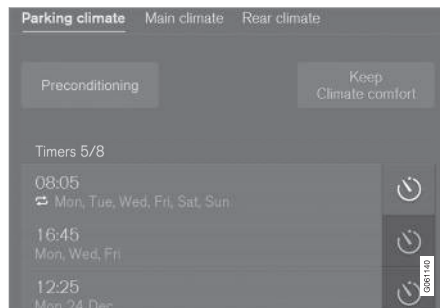 Parking climate Main climate Rear climate
Preconditioning
Keep
Climate comfort
Timers 5/8
08:05
Mon, Tue, Wed, Fri, Sat, Sun
16:45
Mon, Wed, Fri
12:25
Mon 24 Dec
G061140